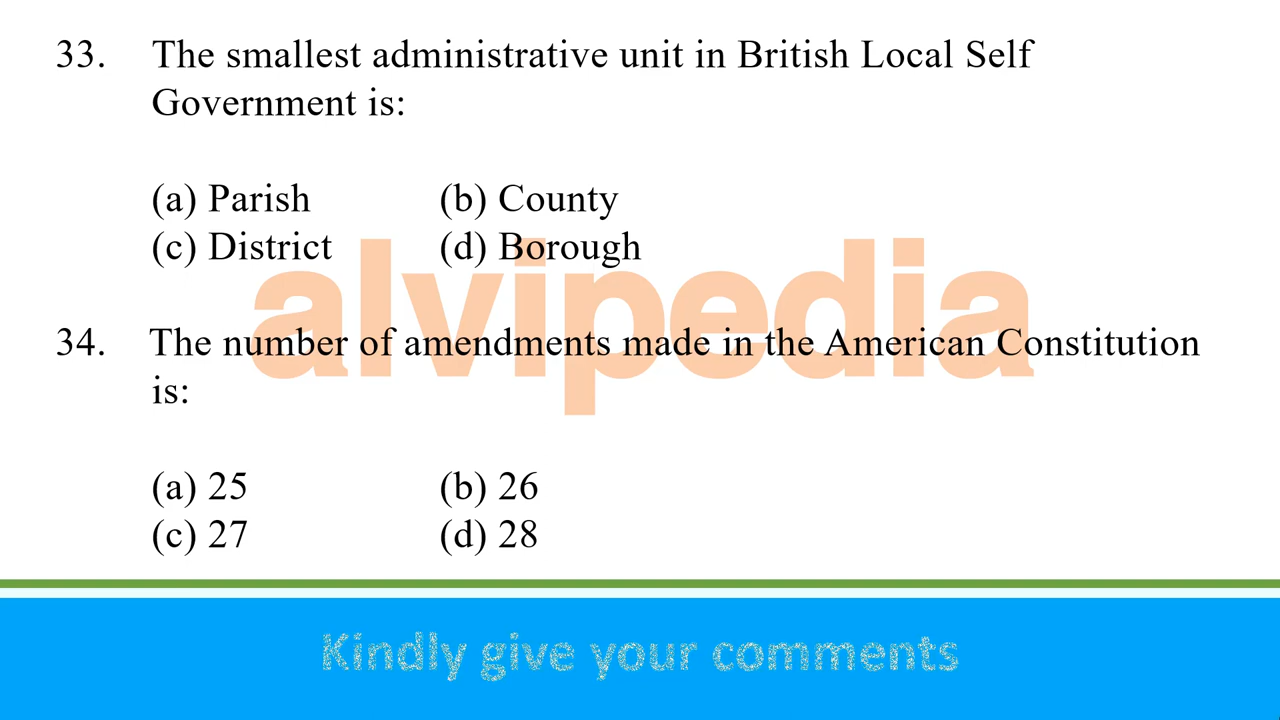 33. The smallest administrative unit in British Local Self
Government is:
(a) Parish (b) County
(c) District (d) Borough
alvipedia
34. The number of amendments made in the American Constitution
is:
(a) 25 (b) 26
(c) 27 (d) 28
Kindly give your comments